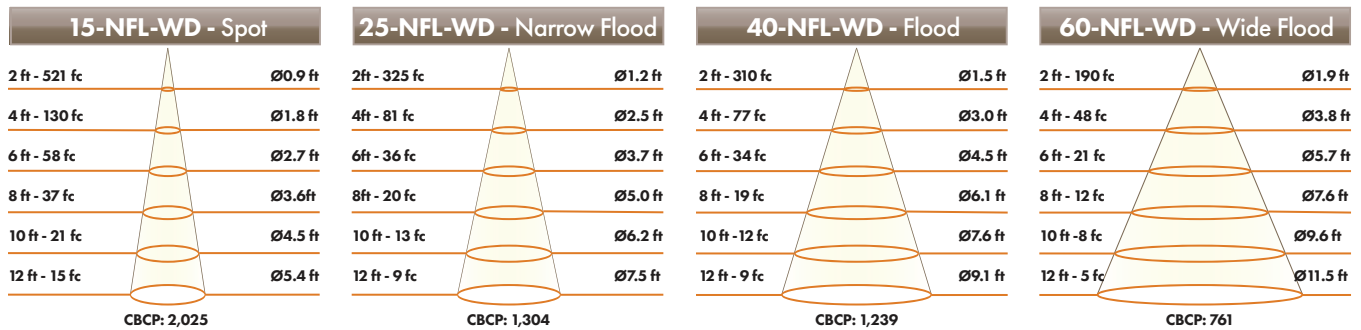 15-NFL-WD - Spot
2 ft - 521 fc Ø0.9 ft
4 ft - 130 fc Ø1.8 ft
6 ft - 58 fc Ø2.7 ft
8 ft - 37 fc Ø3.6ft
10 ft - 21 fc Ø4.5 ft
12 ft - 15 fc Ø5.4 ft
CBCP: 2,025
25-NFL-WD - Narrow Flood
2ft - 325 fc Ø1.2 ft
4ft - 81 fc Ø2.5 ft
6ft - 36 fc Ø3.7 ft
8ft - 20 fc Ø5.0 ft
10 ft - 13 fc Ø6.2 ft
12 ft - 9 fc Ø7.5 ft
CBCP: 1,304
40-NFL-WD - Flood
2 ft - 310 fc Ø1.5 ft
4 ft - 77 fc Ø3.0 ft
6 ft - 34 fc Ø4.5 ft
8 ft - 19 fc Ø6.1 ft
10 ft -12 fc Ø7.6 ft
12 ft - 9 fc Ø9.1 ft
CBCP: 1,239
60-NFL-WD - Wide Flood
2 ft - 190 fc Ø1.9 ft
4 ft - 48 fc Ø3.8 ft
6 ft - 21 fc Ø5.7 ft
8 ft - 12 fc Ø7.6 ft
10 ft -8 fc Ø9.6 ft
12 ft - 5 fc Ø11.5 ft
CBCP: 761